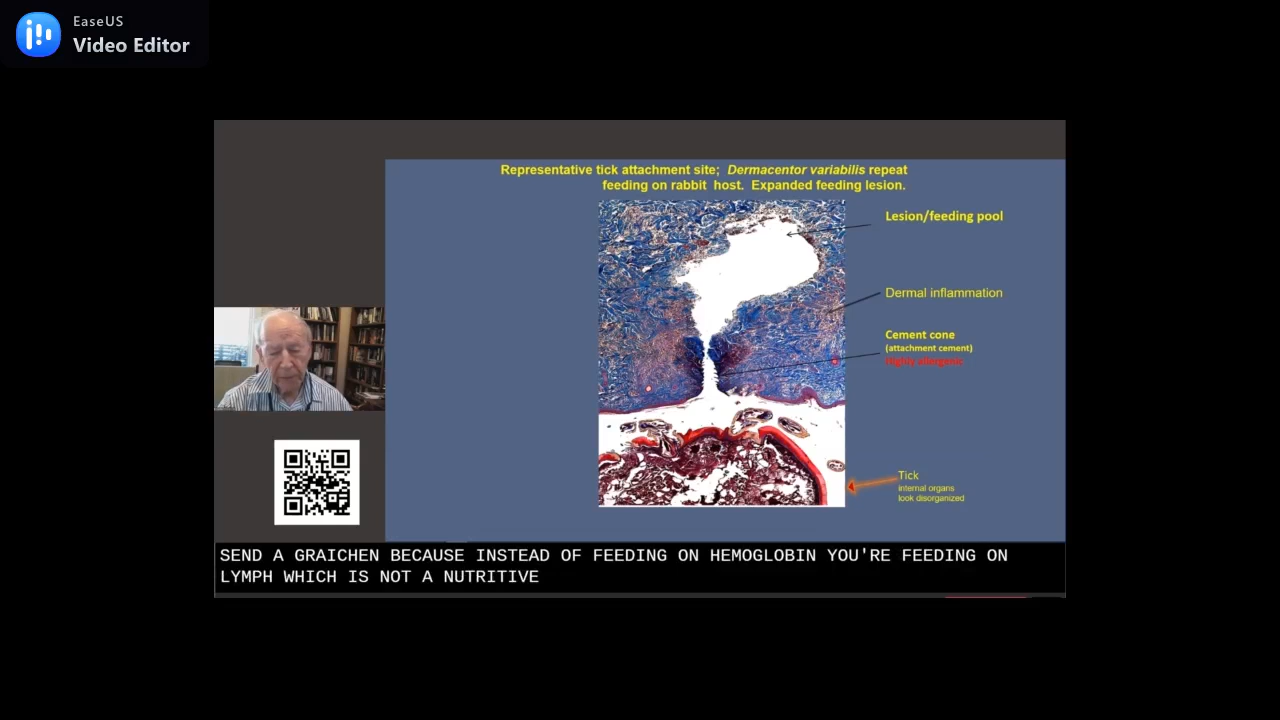 EaseUS
Video Editor
Representative tick attachment site; Dermacentor variabilis repeat
feeding on rabbit host. Expanded feeding lesion.
Lesion/feeding pool
Dermal inflammation
Cement cone
(attachment cement)
Highly allergenic
Tick
internal organs
look disorganized
SEND A GRAICHEN BECAUSE INSTEAD OF FEEDING ON HEMOGLOBIN YOU'RE FEEDING ON
LYMPH WHICH IS NOT A NUTRITIVE